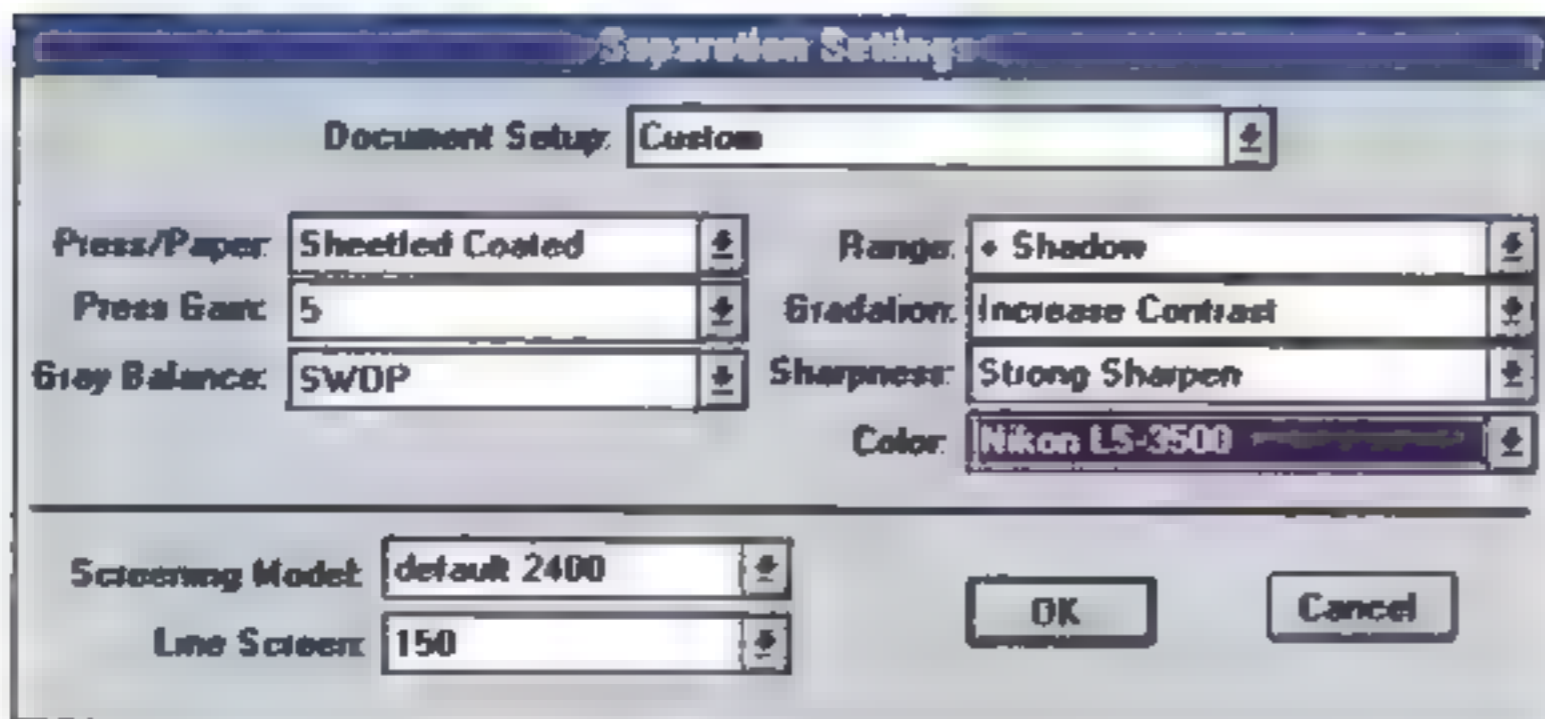 Separation Settings
Document Setup: Custom
Press/Paper: Sheetfed Coated
Range: + Shadow
Press Gain: 5
Gradation: Increase Contrast
Gray Balance: SWOP
Sharpness: Strong Sharpen
Color: Nikon LS-3500
Screening Model: default 2400
Line Screen: 150
OK
Cancel